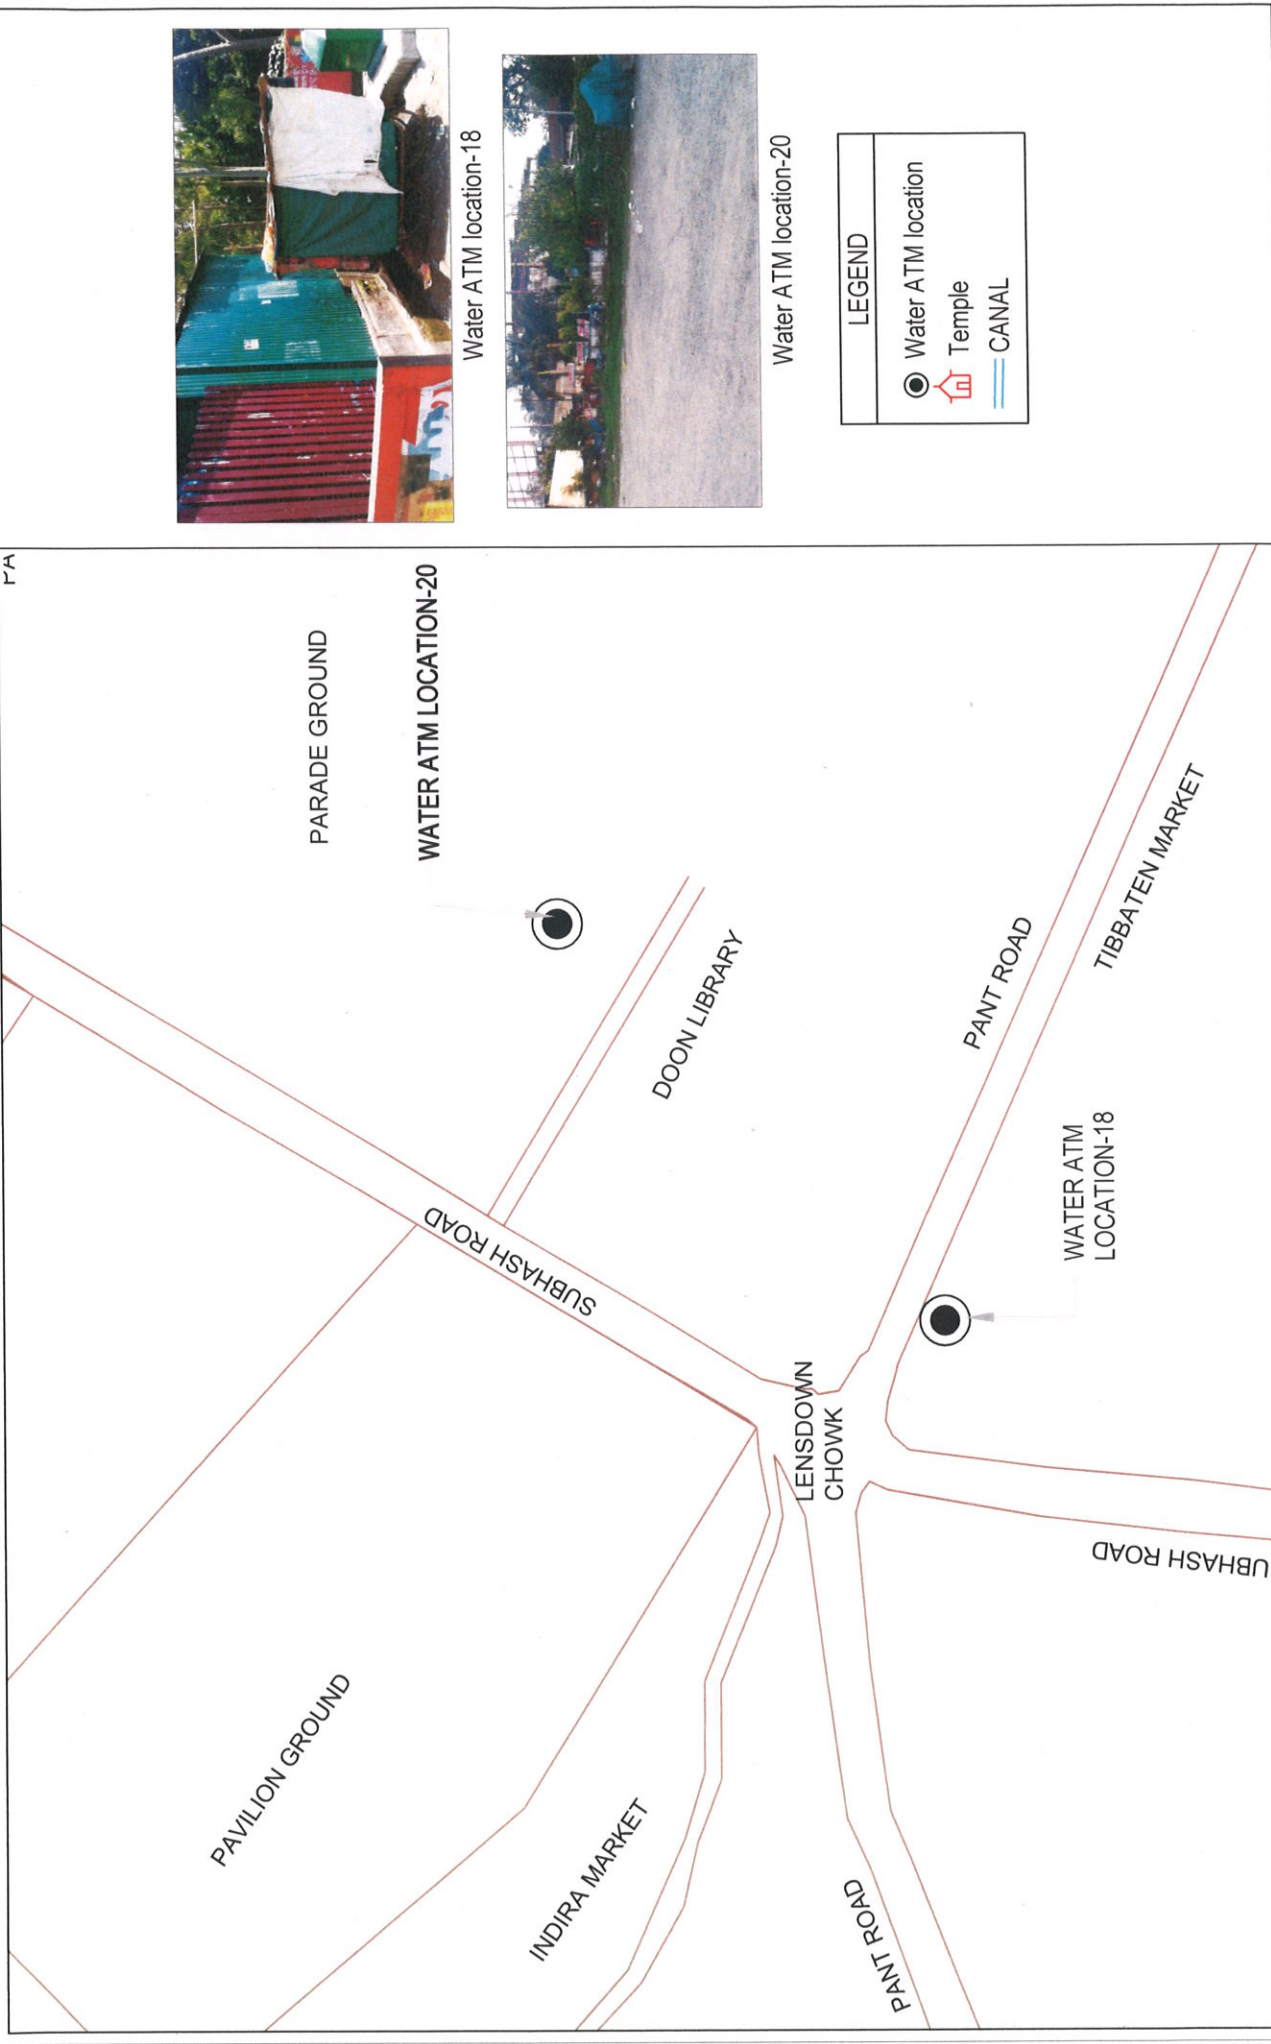 PA
PARADE GROUND
WATER ATM LOCATION-20
SUBHASH ROAD
DOON LIBRARY
PAVILION GROUND
INDIRA MARKET
LENSDOWN
CHOWK
PANT ROAD
TIBBATEN MARKET
WATER ATM
LOCATION-18
PANT ROAD
UBHASH ROAD
Water ATM location-18
Water ATM location-20
LEGEND
Water ATM location
Temple
CANAL